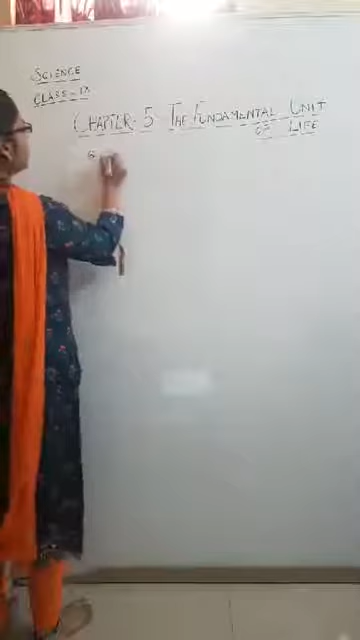 SCIENCE
CLASS-IX
CHAPTER-5 THE FUNDAMENTAL UNIT
OF LIFE